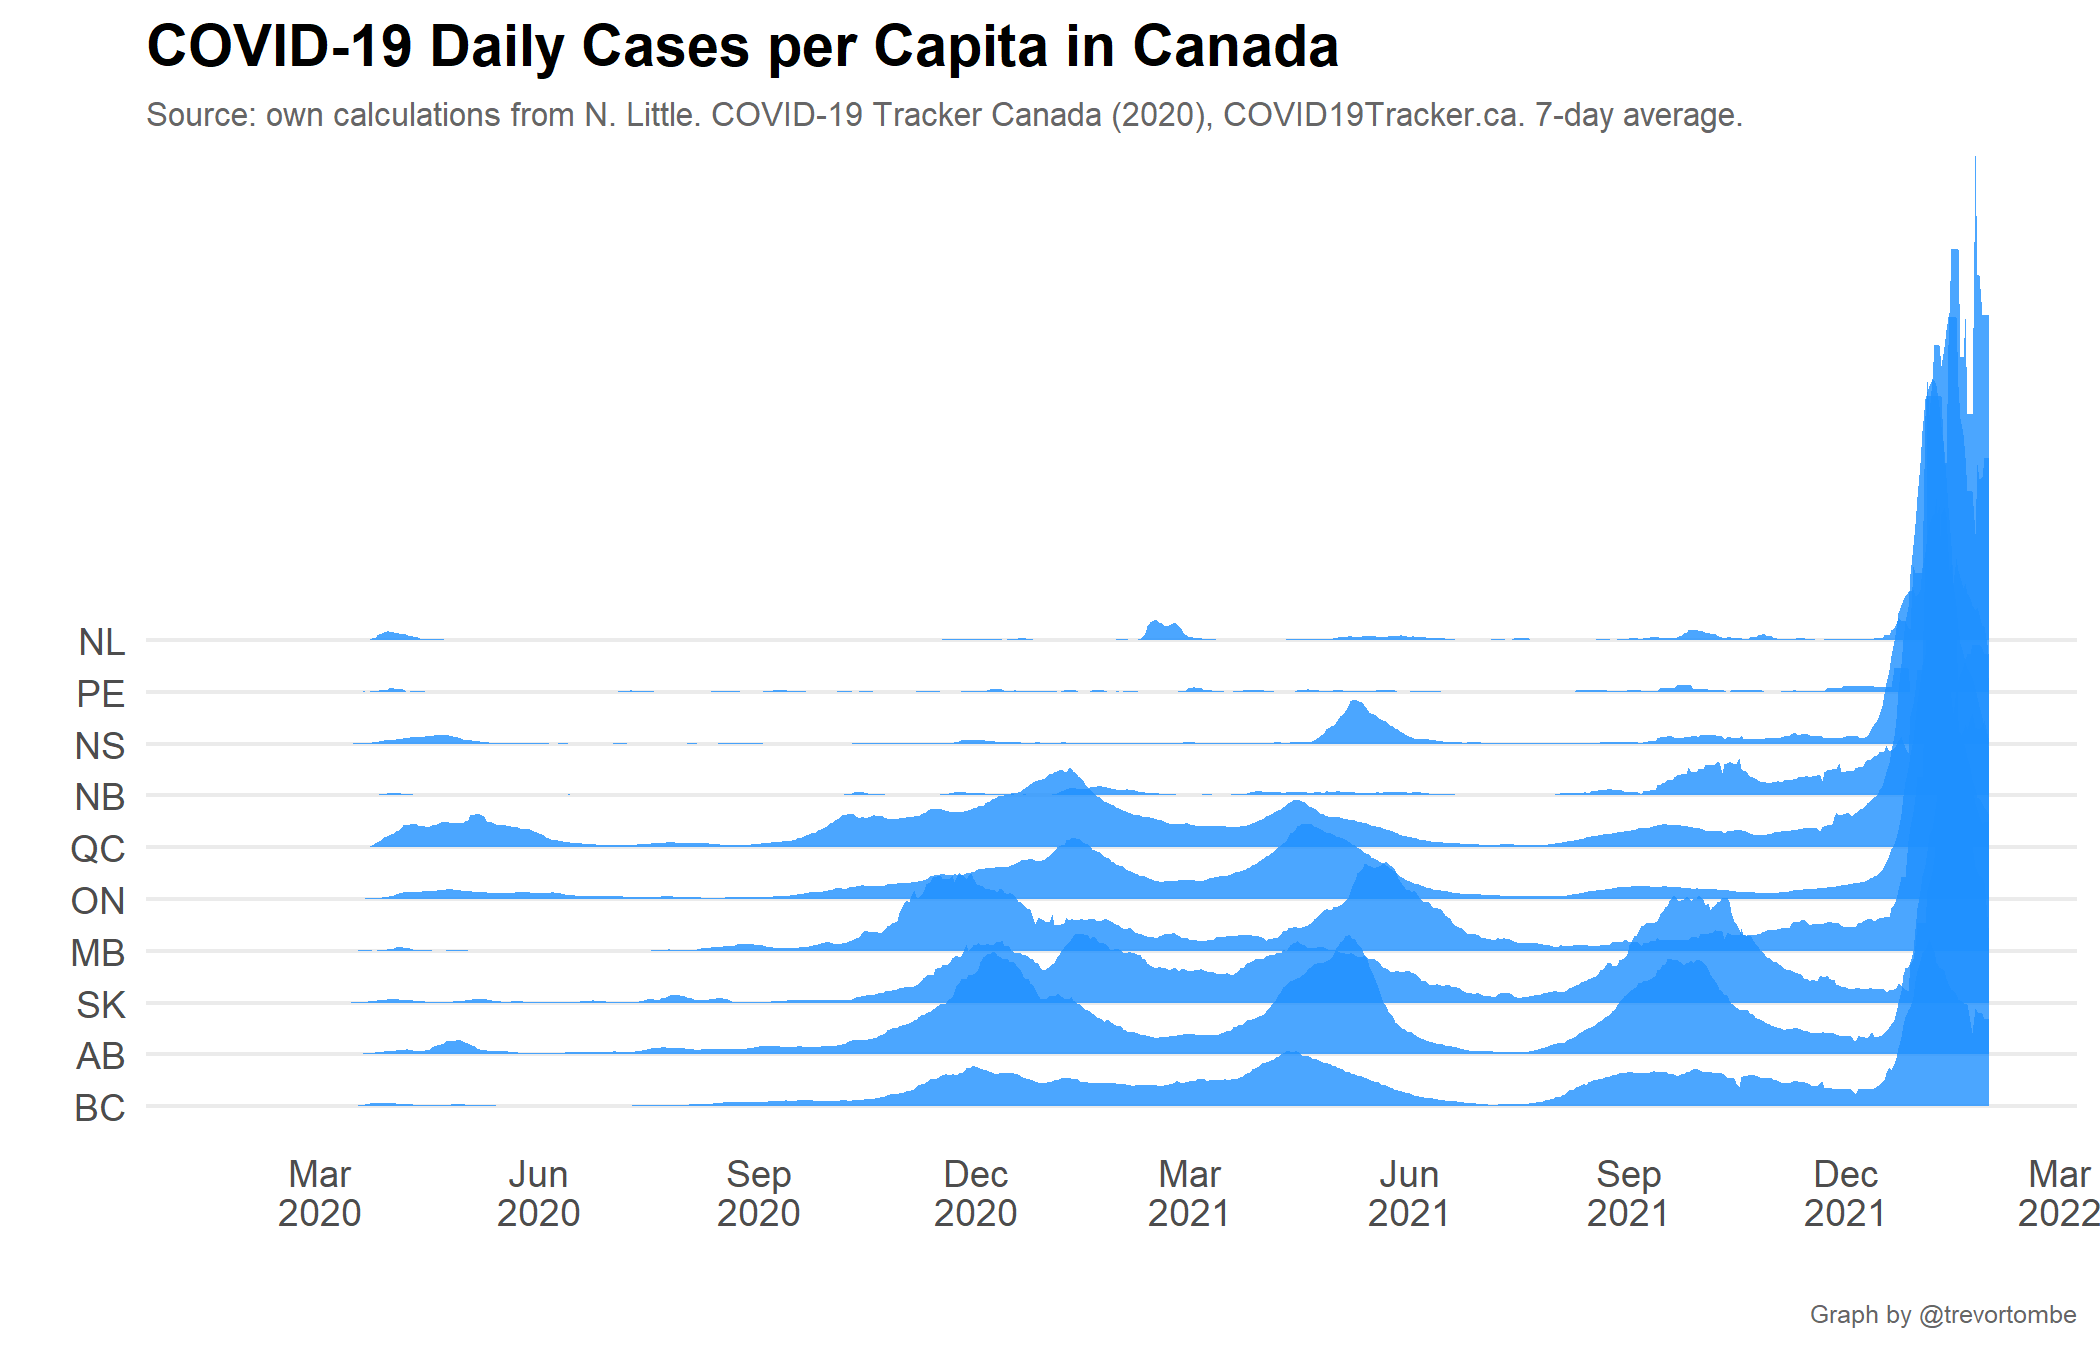 COVID-19 Daily Cases per Capita in Canada
Source: own calculations from N. Little. COVID-19 Tracker Canada (2020), COVID19Tracker.ca. 7-day average.
NL
PE
NS
NB
QC
ON
MB
SK
AB
BC
Mar Jun Sep Dec Mar Jun Sep Dec Mar
2020 2020 2020 2020 2021 2021 2021 2021 2022
Graph by @trevortombe